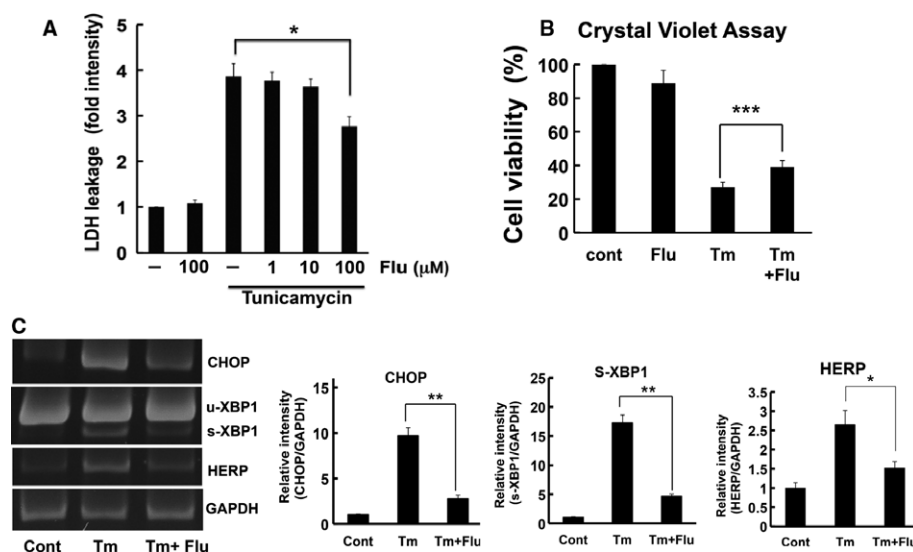 A
LDH leakage (fold intensity)
5
4
3
2
1
0
*
– 100 – 1 10 100 Flu (µM)
Tunicamycin
B Crystal Violet Assay
Cell viability (%)
100
80
60
40
20
0
***
cont Flu Tm Tm +Flu
C
CHOP
u-XBP1
s-XBP1
HERP
GAPDH
Cont Tm Tm+ Flu
CHOP
Relative intensity
(CHOP/GAPDH)
15
10
5
0
**
Cont Tm Tm+Flu
S-XBP1
Relative intensity
(s-XBP1/GAPDH)
25
20
15
10
5
0
**
Cont Tm Tm+Flu
HERP
Relative intensity
(HERP/GAPDH)
3.5
3
2.5
2
1.5
1
0.5
0
*
Cont Tm Tm+Flu